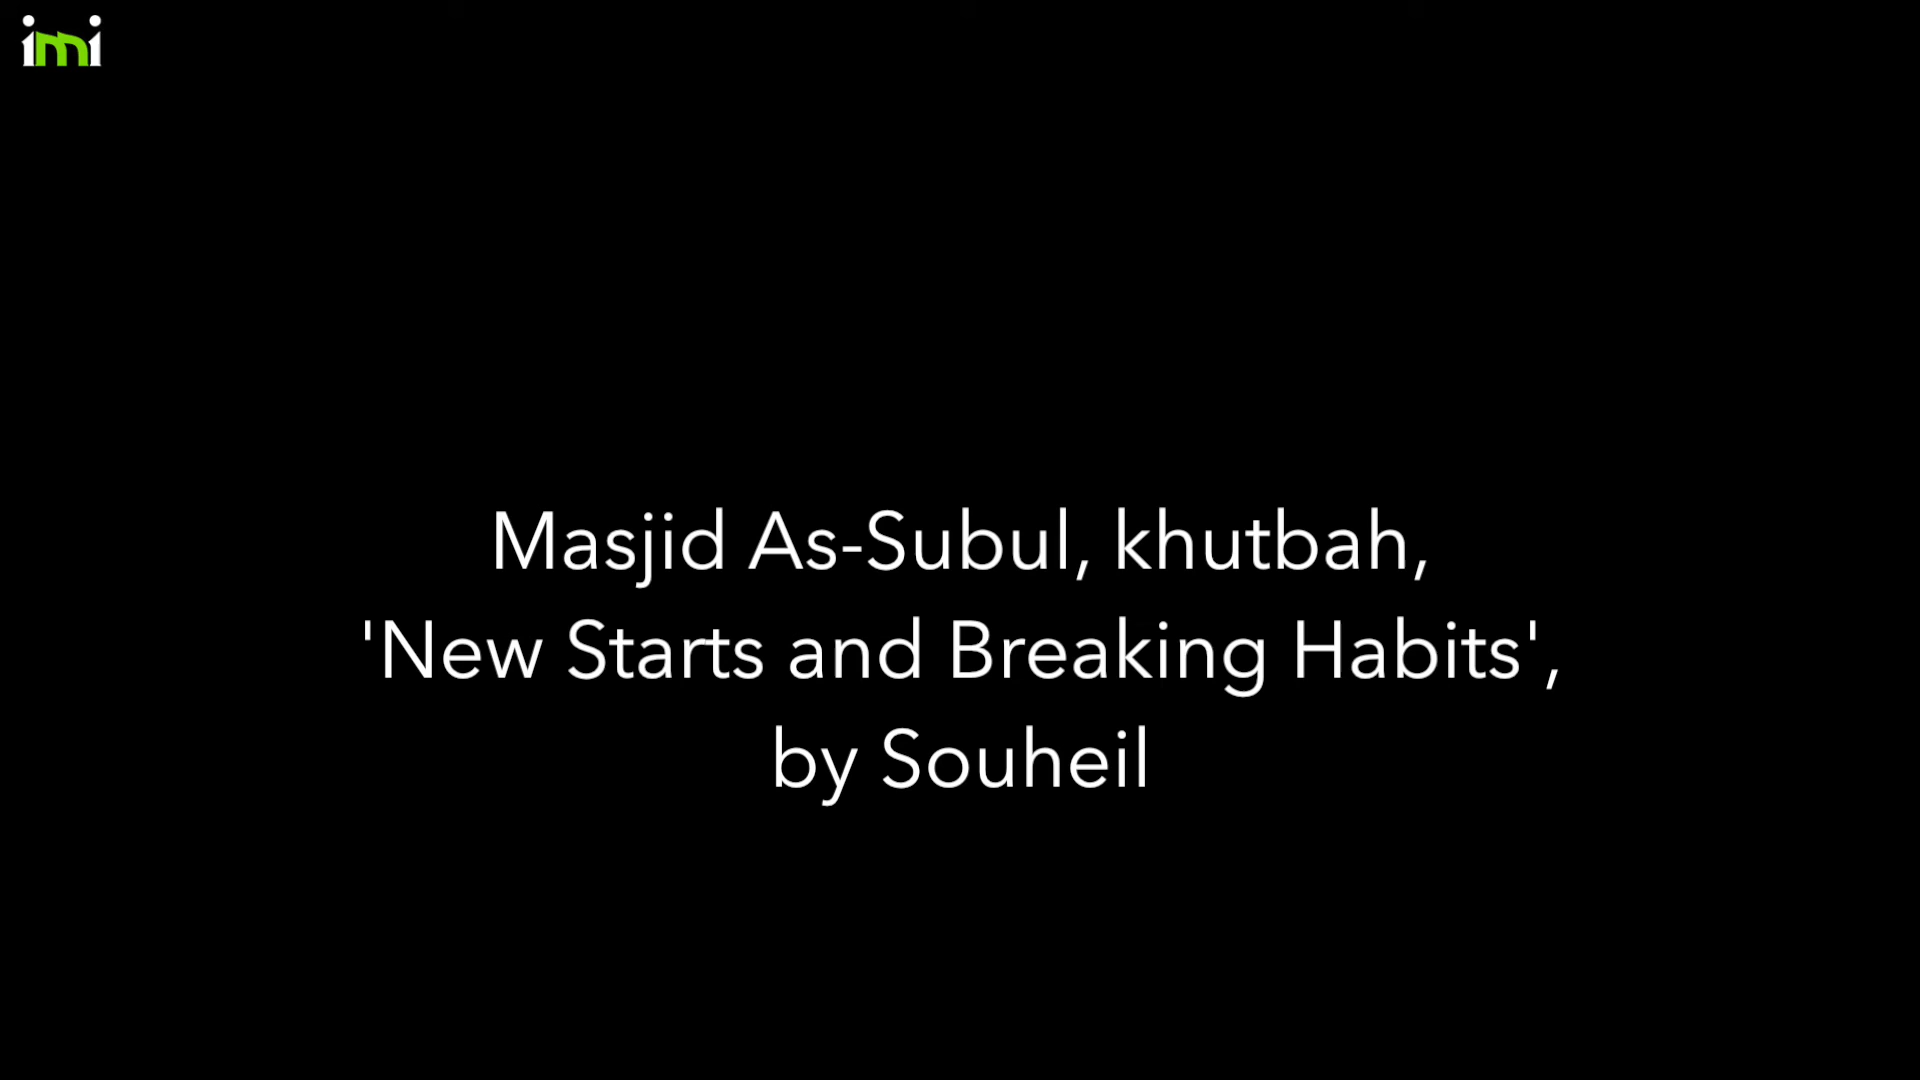 imi
Masjid As-Subul, khutbah,
'New Starts and Breaking Habits',
by Souheil